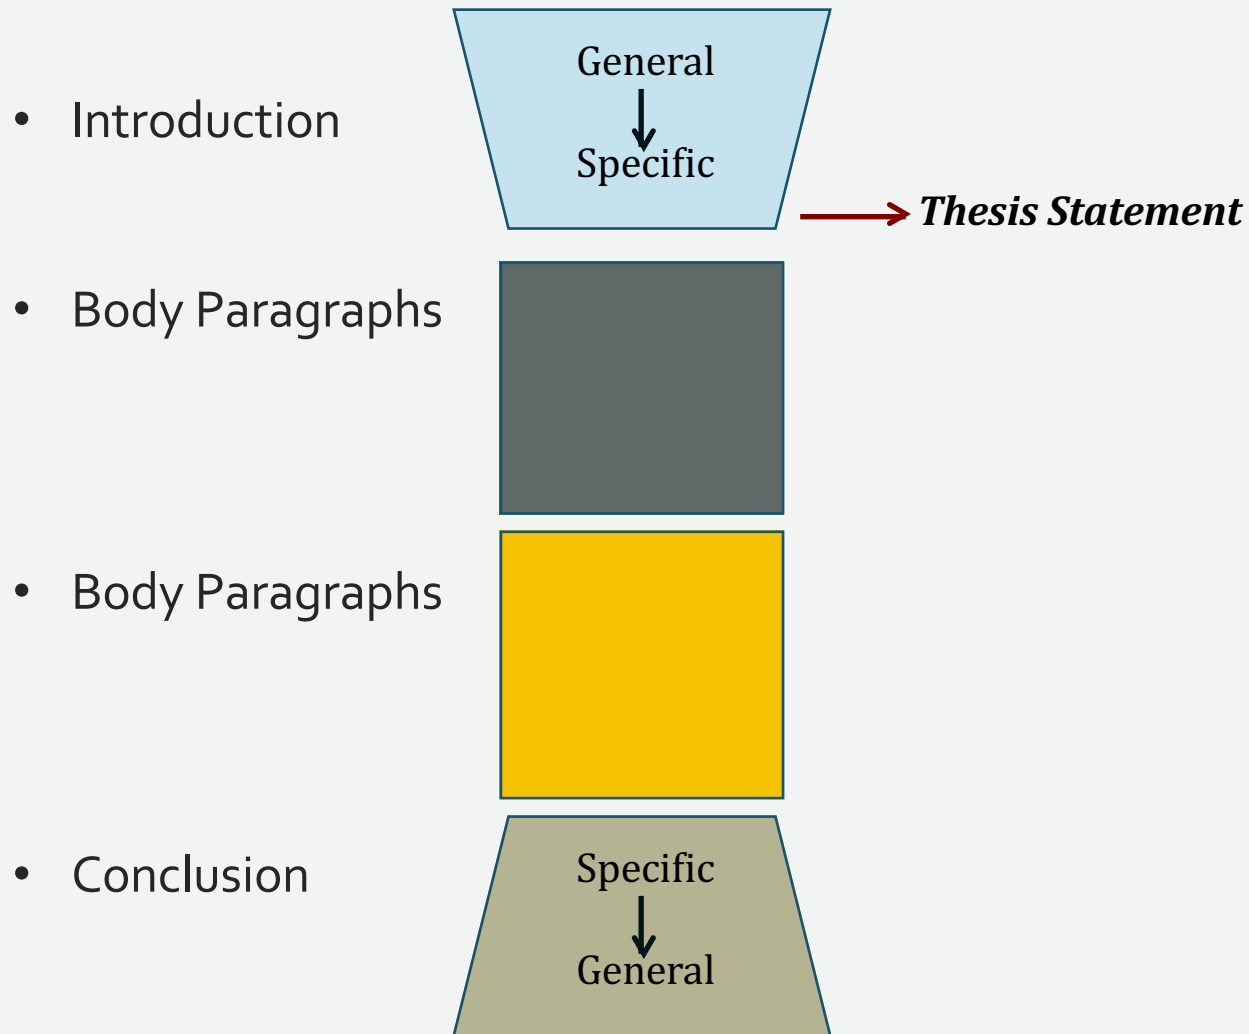 General
• Introduction
Specific
Thesis Statement
• Body Paragraphs
• Body Paragraphs
• Conclusion
Specific
General